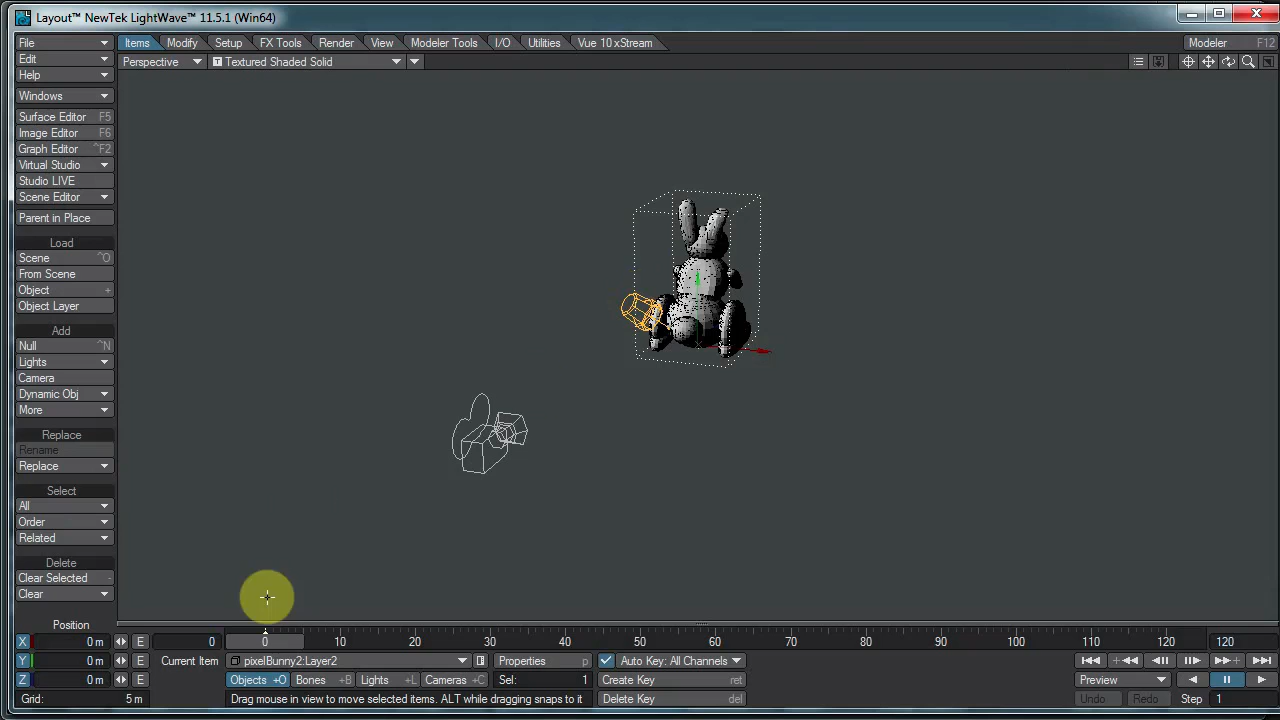 Layout™ NewTek LightWave™ 11.5.1 (Win64)
File
Items Modify Setup FX Tools Render View Modeler Tools I/O Utilities Vue 10 xStream
Modeler F12
Edit
Perspective
T Textured Shaded Solid
Help
Windows
Surface Editor F5
Image Editor F6
Graph Editor ^F2
Virtual Studio
Studio LIVE
Scene Editor
Parent in Place
Load
Scene ^O
From Scene
Object +
Object Layer
Add
Null ^N
Lights
Camera
Dynamic Obj
More
Replace
Rename
Replace
Select
All
Order
Related
Delete
Clear Selected -
Clear
Position
X 0 m E 0
0 10 20 30 40 50 60 70 80 90 100 110 120 120
Y 0 m E Current Item pixelBunny2:Layer2 Properties p Auto Key: All Channels
Z 0 m E Objects +O Bones +B Lights +L Cameras +C Sel: 1 Create Key ret Preview
Grid: 5 m Drag mouse in view to move selected items. ALT while dragging snaps to it Delete Key del Undo Redo Step 1